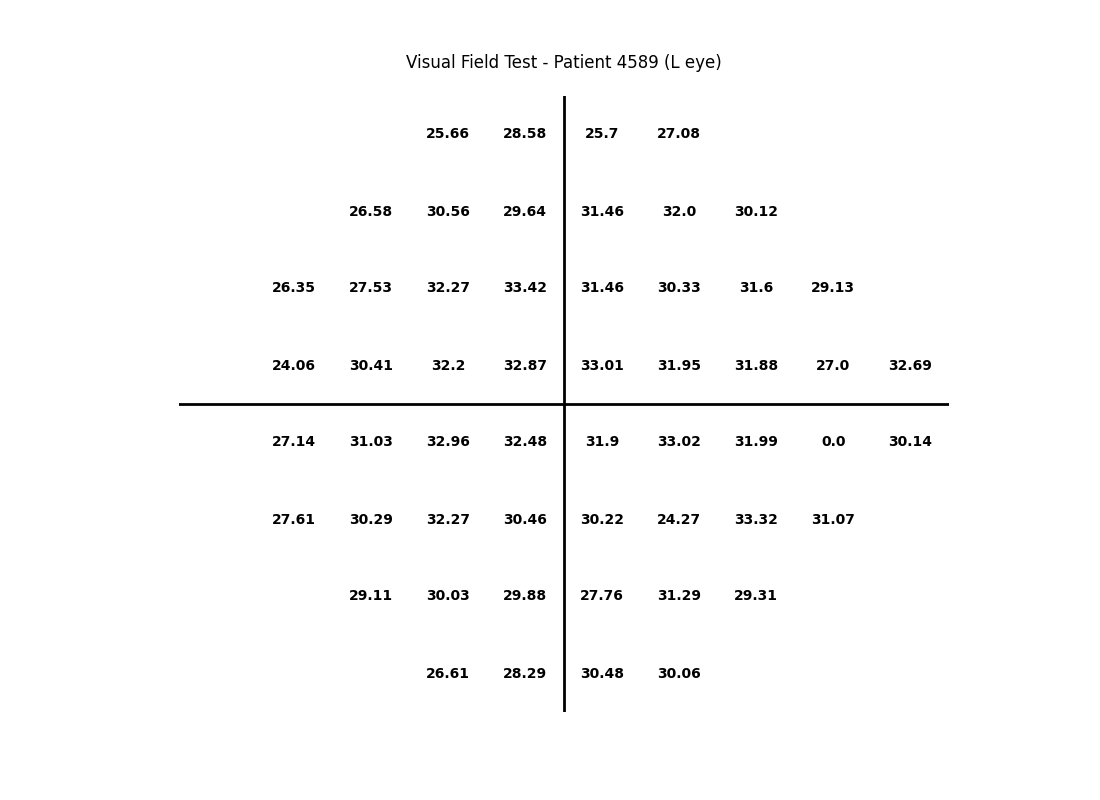 Visual Field Test - Patient 4589 (L eye)
25.66 28.58 25.7 27.08
26.58 30.56 29.64 31.46 32.0 30.12
26.35 27.53 32.27 33.42 31.46 30.33 31.6 29.13
24.06 30.41 32.2 32.87 33.01 31.95 31.88 27.0 32.69
27.14 31.03 32.96 32.48 31.9 33.02 31.99 0.0 30.14
27.61 30.29 32.27 30.46 30.22 24.27 33.32 31.07
29.11 30.03 29.88 27.76 31.29 29.31
26.61 28.29 30.48 30.06